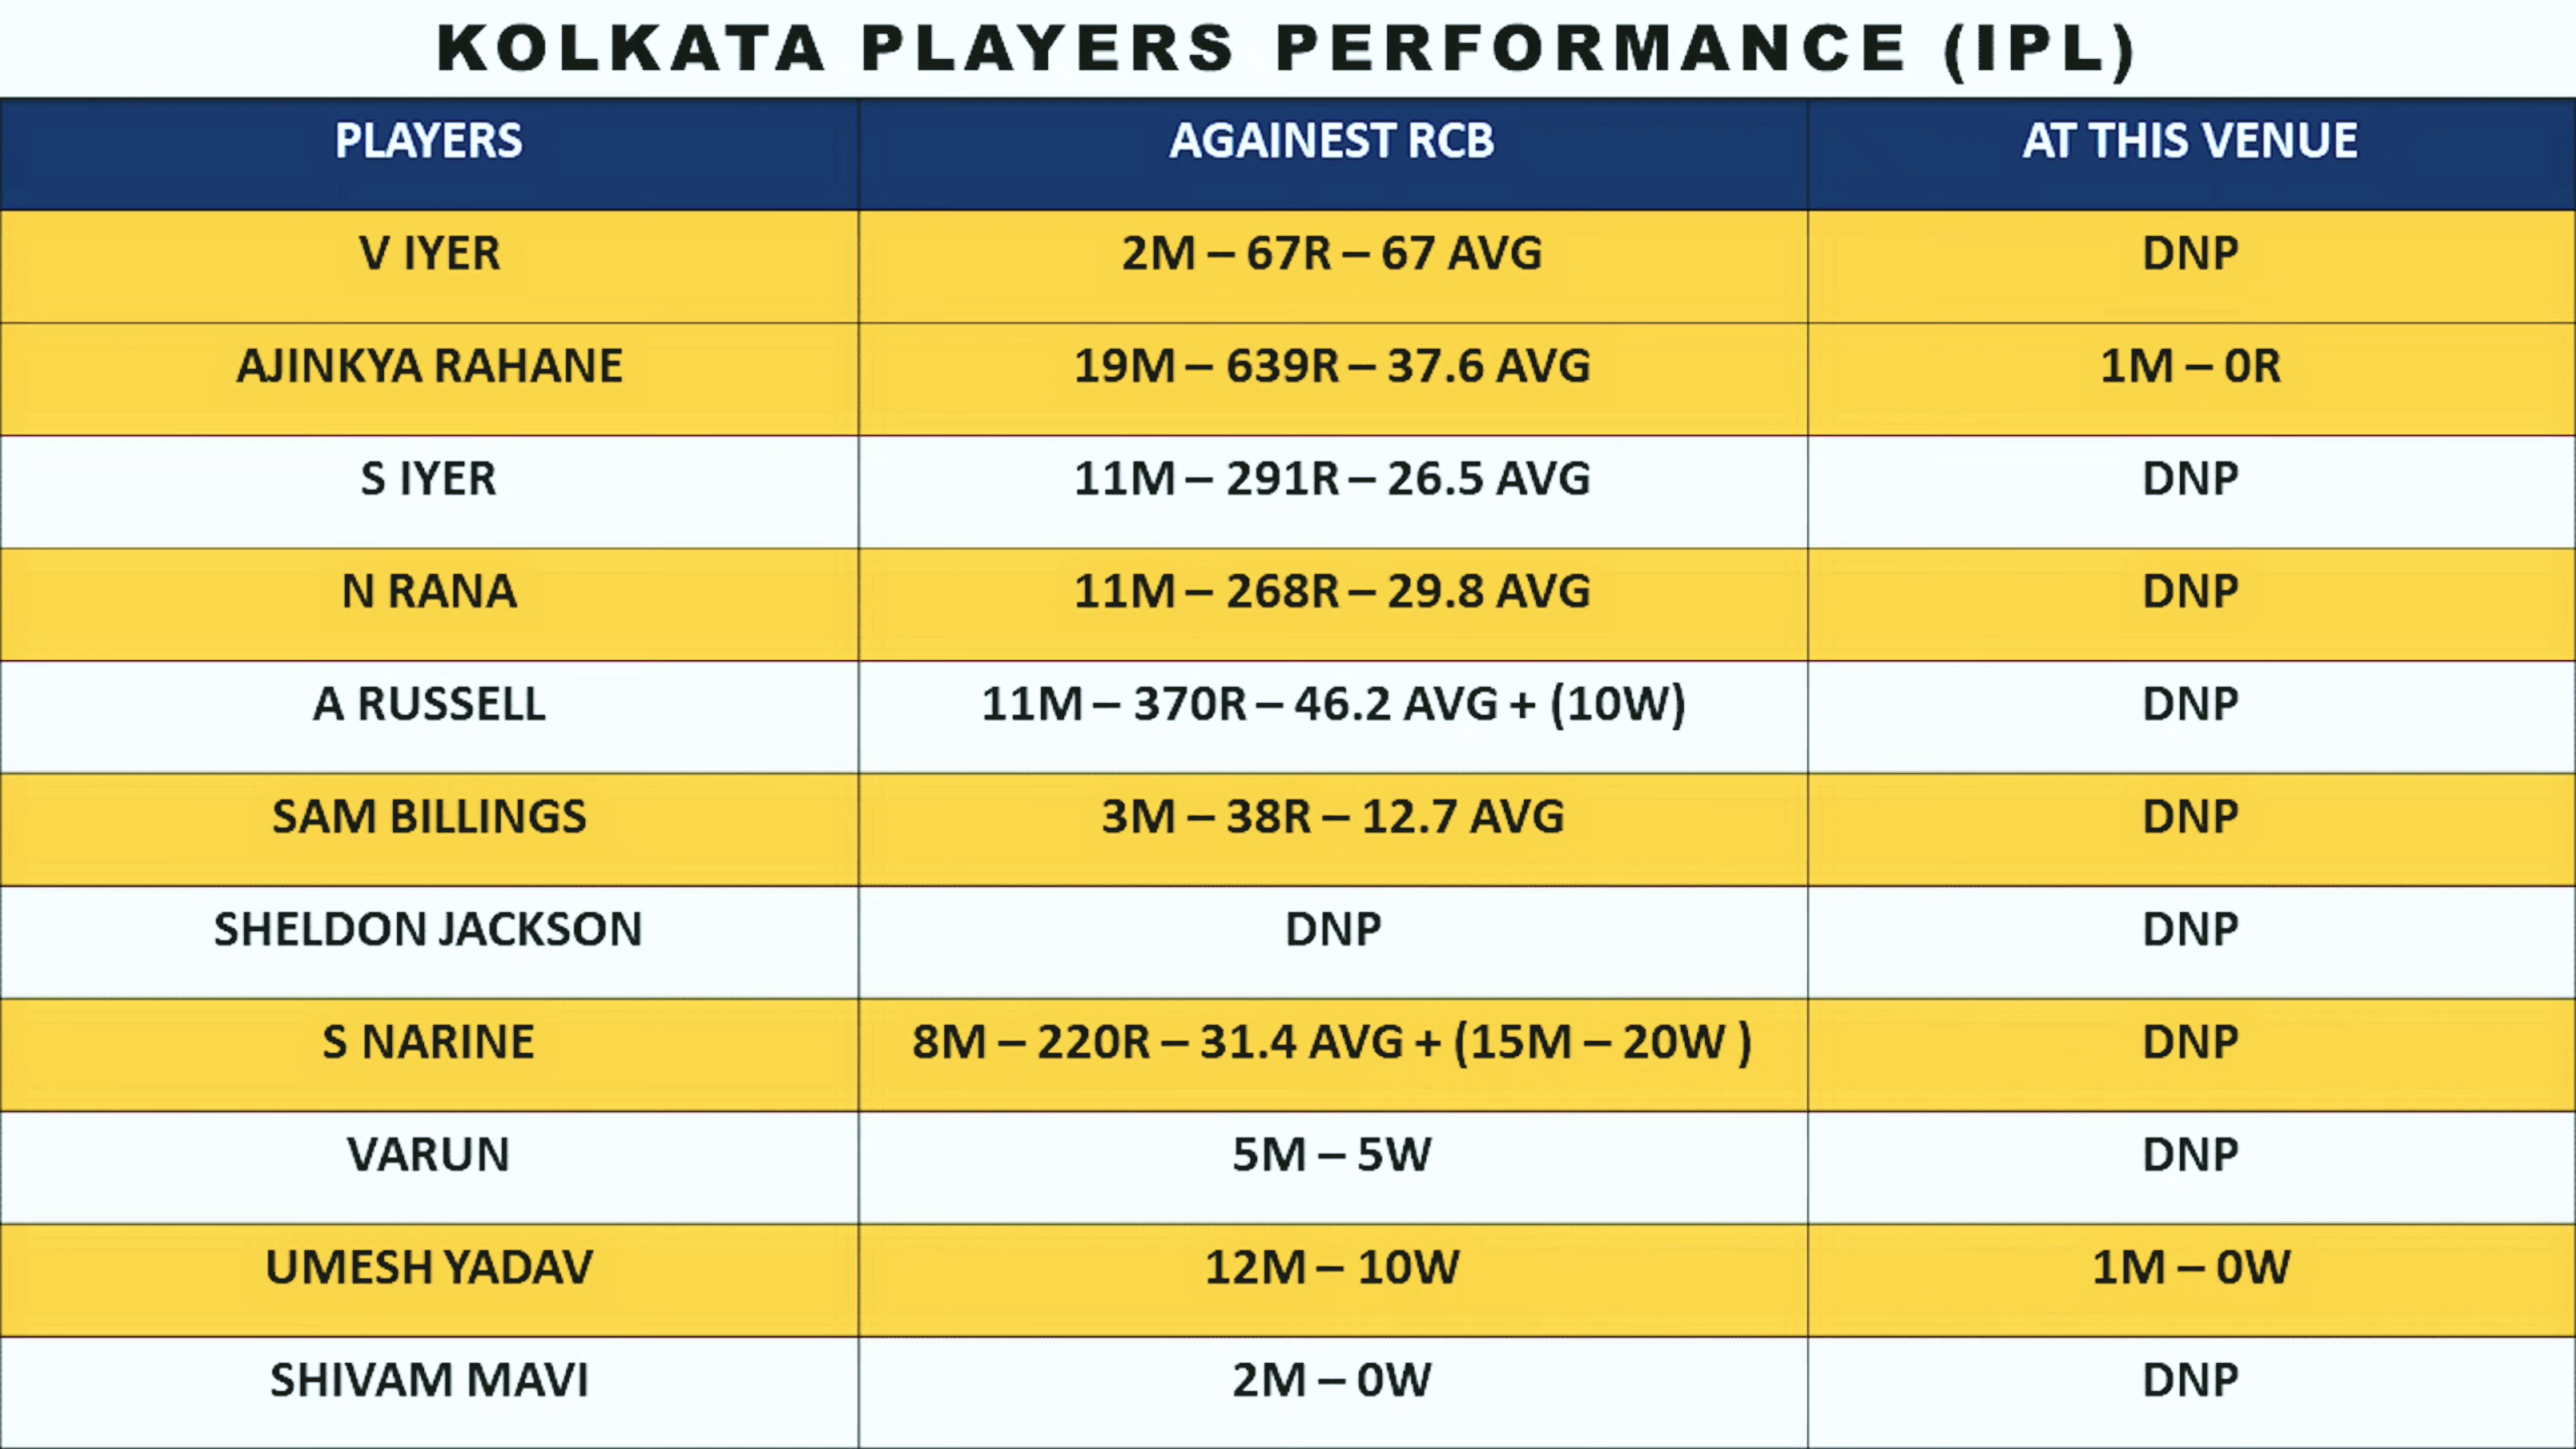 KOLKATA PLAYERS PERFORMANCE (IPL)
PLAYERS AGAINEST RCB AT THIS VENUE
V IYER 2M – 67R – 67 AVG DNP
AJINKYA RAHANE 19M – 639R – 37.6 AVG 1M – 0R
S IYER 11M – 291R – 26.5 AVG DNP
N RANA 11M – 268R – 29.8 AVG DNP
A RUSSELL 11M – 370R – 46.2 AVG + (10W) DNP
SAM BILLINGS 3M – 38R – 12.7 AVG DNP
SHELDON JACKSON DNP DNP
S NARINE 8M – 220R – 31.4 AVG + (15M – 20W ) DNP
VARUN 5M – 5W DNP
UMESH YADAV 12M – 10W 1M – 0W
SHIVAM MAVI 2M – 0W DNP